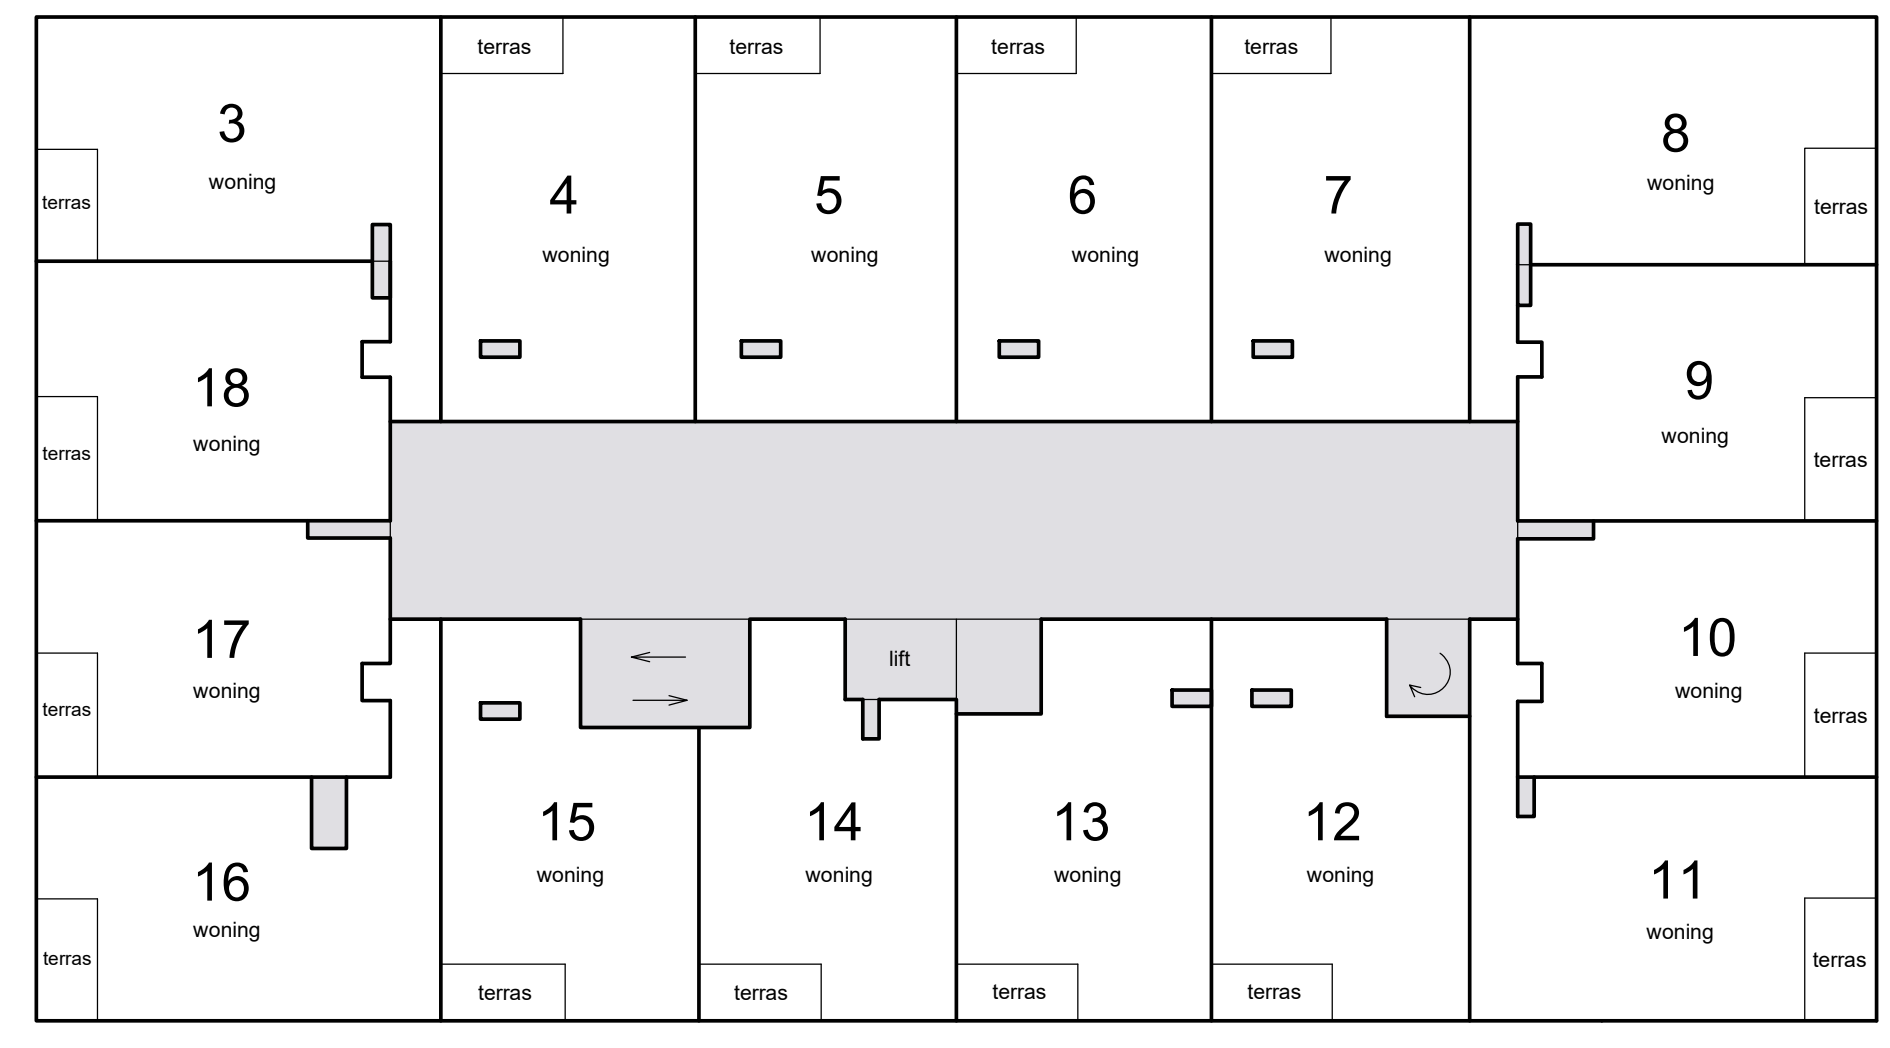 terras
terras
terras
terras
3
woning
terras
4
woning
5
woning
6
woning
7
woning
8
woning
terras
18
woning
terras
9
woning
terras
17
woning
terras
lift
10
woning
terras
16
woning
terras
15
woning
terras
14
woning
terras
13
woning
terras
12
woning
terras
11
woning
terras